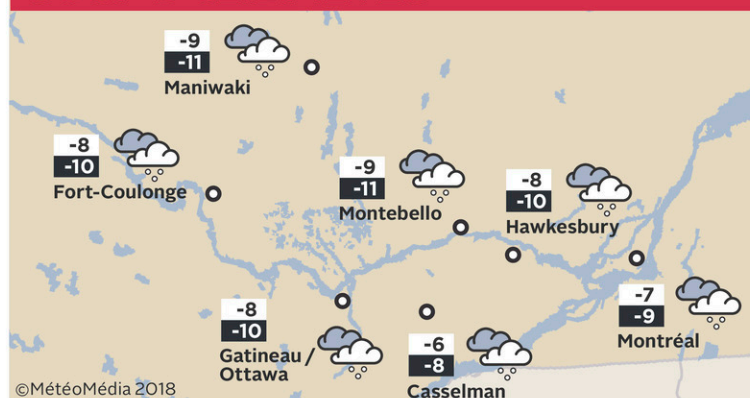 -9
-11
Maniwaki
-8
-10
Fort-Coulonge
-9
-11
Montebello
-8
-10
Hawkesbury
-8
-10
Gatineau /
Ottawa
-6
-8
Casselman
-7
-9
Montréal
©MétéoMédia 2018